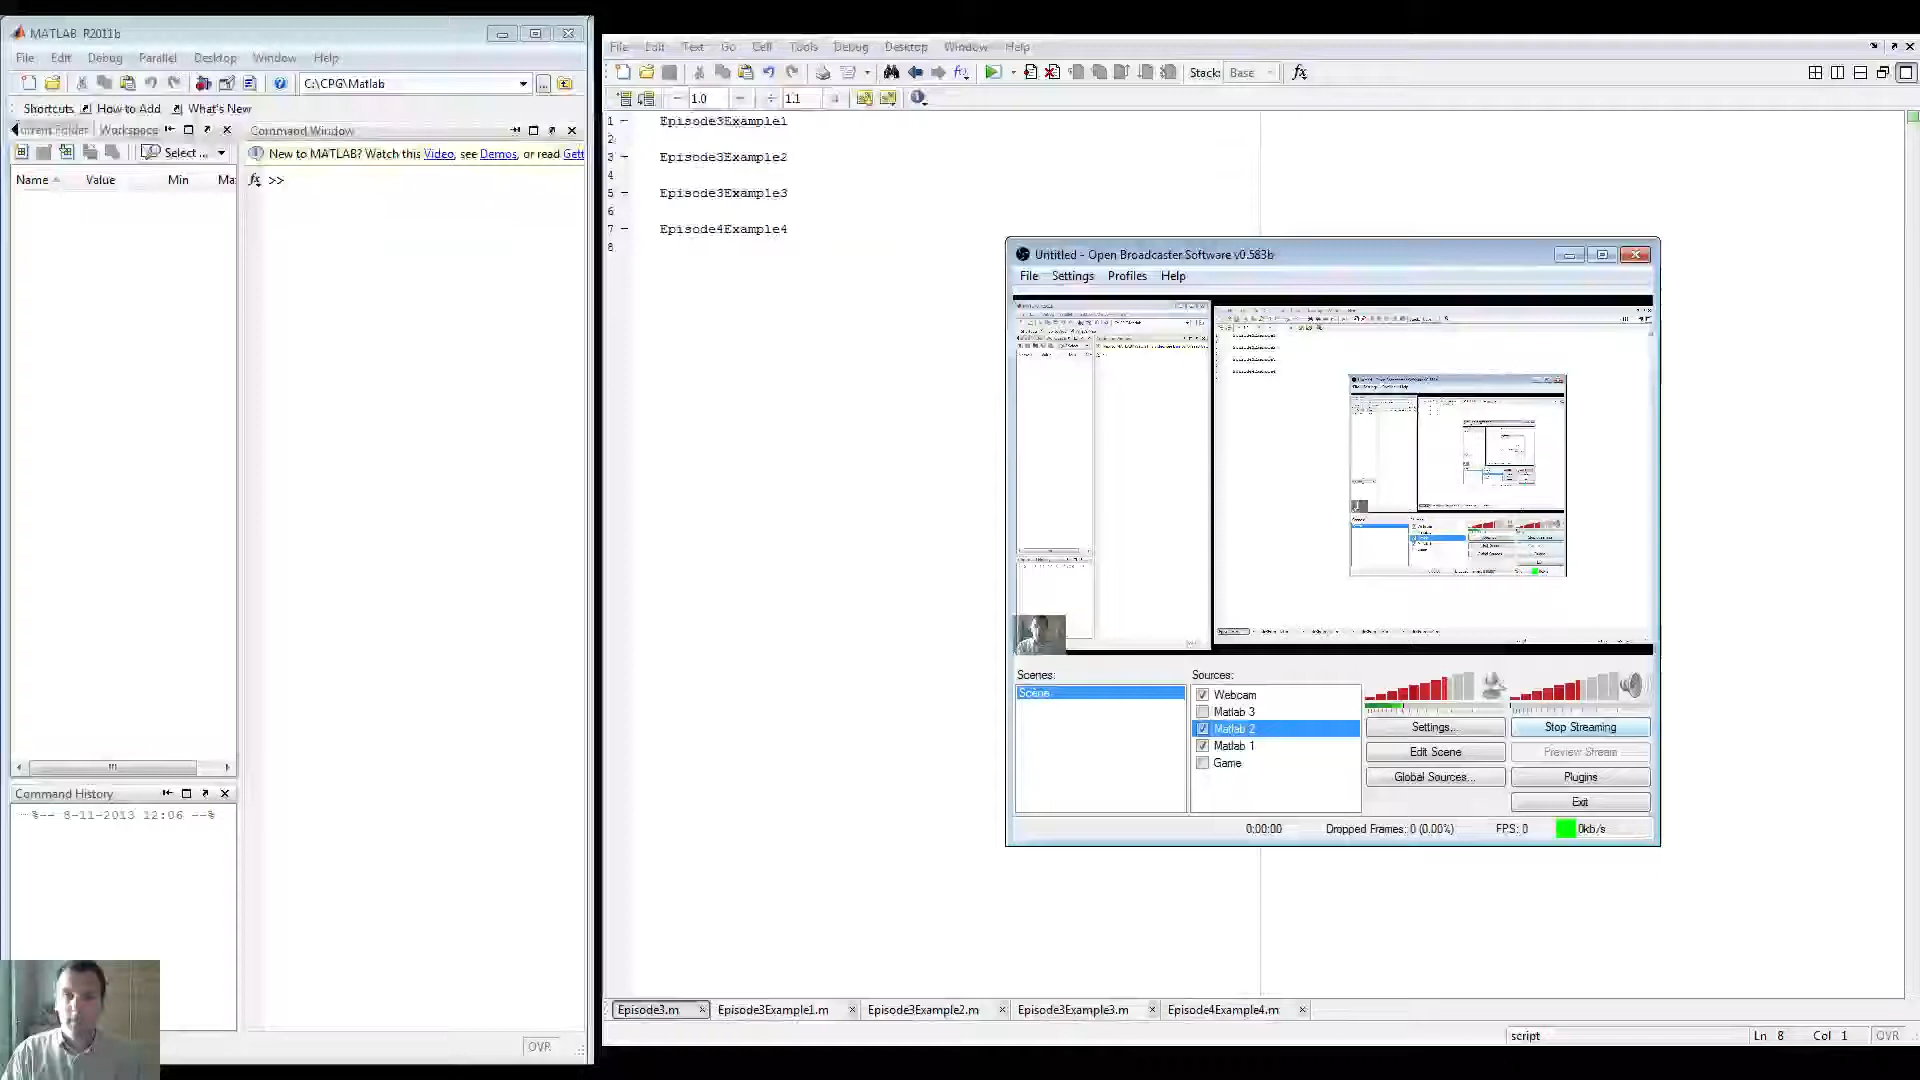 MATLAB R2011b
File Edit Debug Parallel Desktop Window Help
C:\CPG\Matlab
Shortcuts How to Add What's New
Current Folder Workspace
Select ...
Name Value Min Ma
Command Window
New to MATLAB? Watch this Video, see Demos, or read Gett
fx >>
Command History
%-- 8-11-2013 12:06 --%
OVR
File Edit Text Go Cell Tools Debug Desktop Window Help
Stack: Base fx
1.0 1.1
1 Episode3Example1
2
3 Episode3Example2
4
5 Episode3Example3
6
7 Episode4Example4
8
Untitled - Open Broadcaster Software v0.583b
File Settings Profiles Help
Scenes:
Scène
Sources:
Webcam
Matlab 3
Matlab 2
Matlab 1
Game
Settings... Stop Streaming
Edit Scene Preview Stream
Global Sources... Plugins
Exit
0:00:00 Dropped Frames: 0 (0.00%) FPS: 0 0kb/s
Episode3.m Episode3Example1.m Episode3Example2.m Episode3Example3.m Episode4Example4.m
script Ln 8 Col 1 OVR